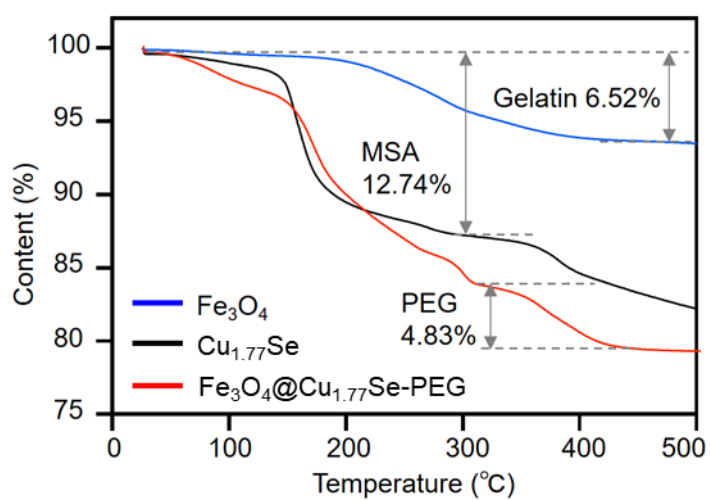 100
95
90
85
80
75
Content (%)
Gelatin 6.52%
MSA
12.74%
PEG
4.83%
Fe₃O₄
Cu₁.₇₇Se
Fe₃O₄@Cu₁.₇₇Se-PEG
0 100 200 300 400 500
Temperature (℃)